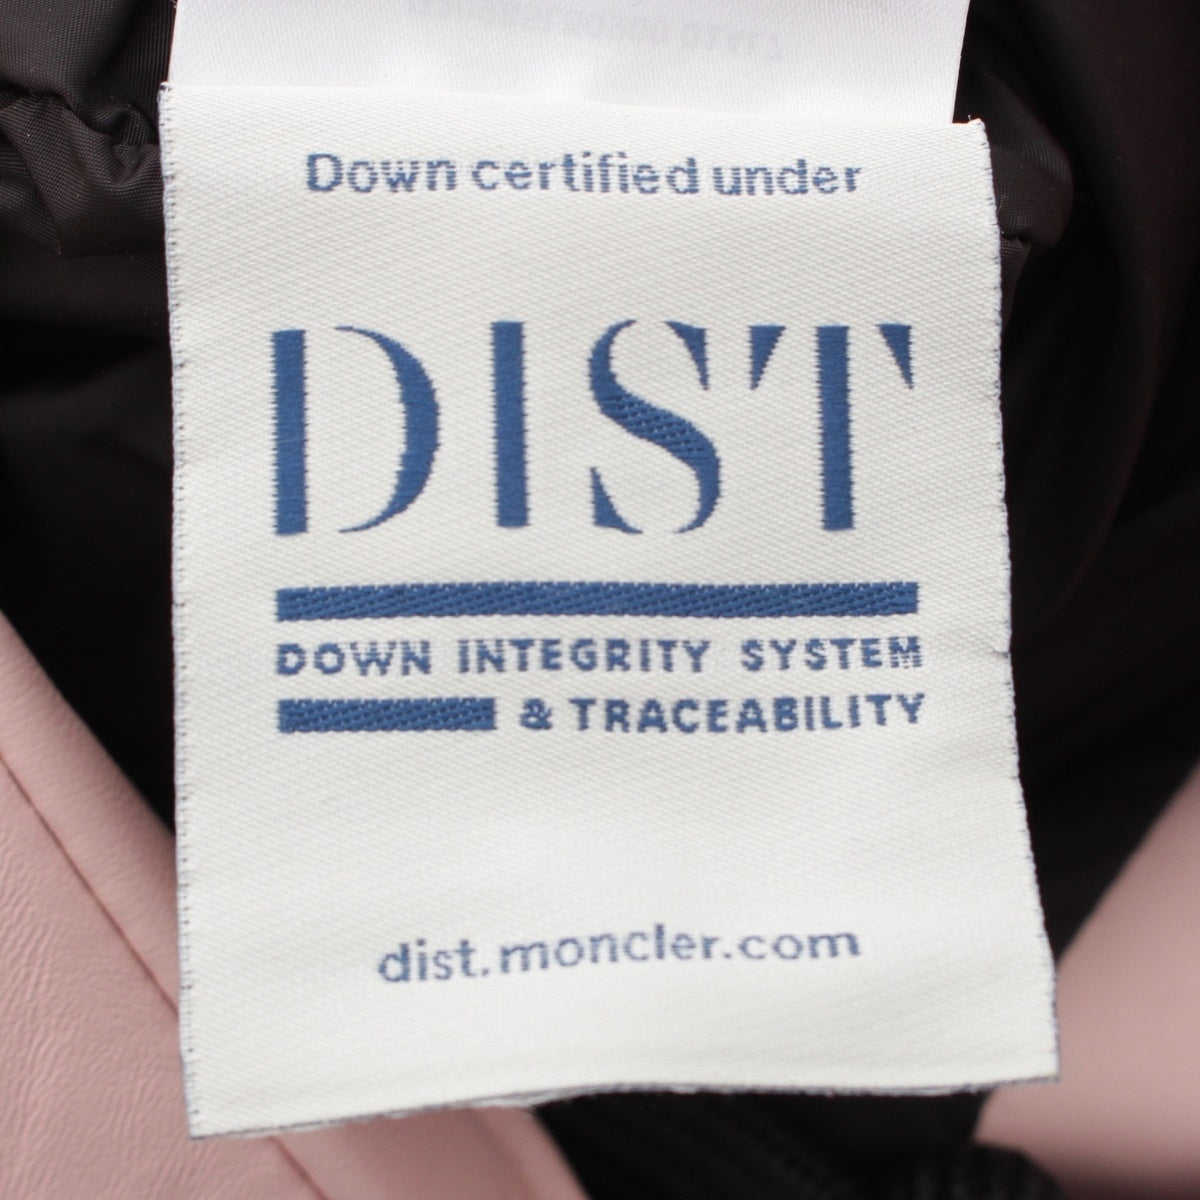 Down certified under
DIST
DOWN INTEGRITY SYSTEM
& TRACEABILITY
dist.moncler.com